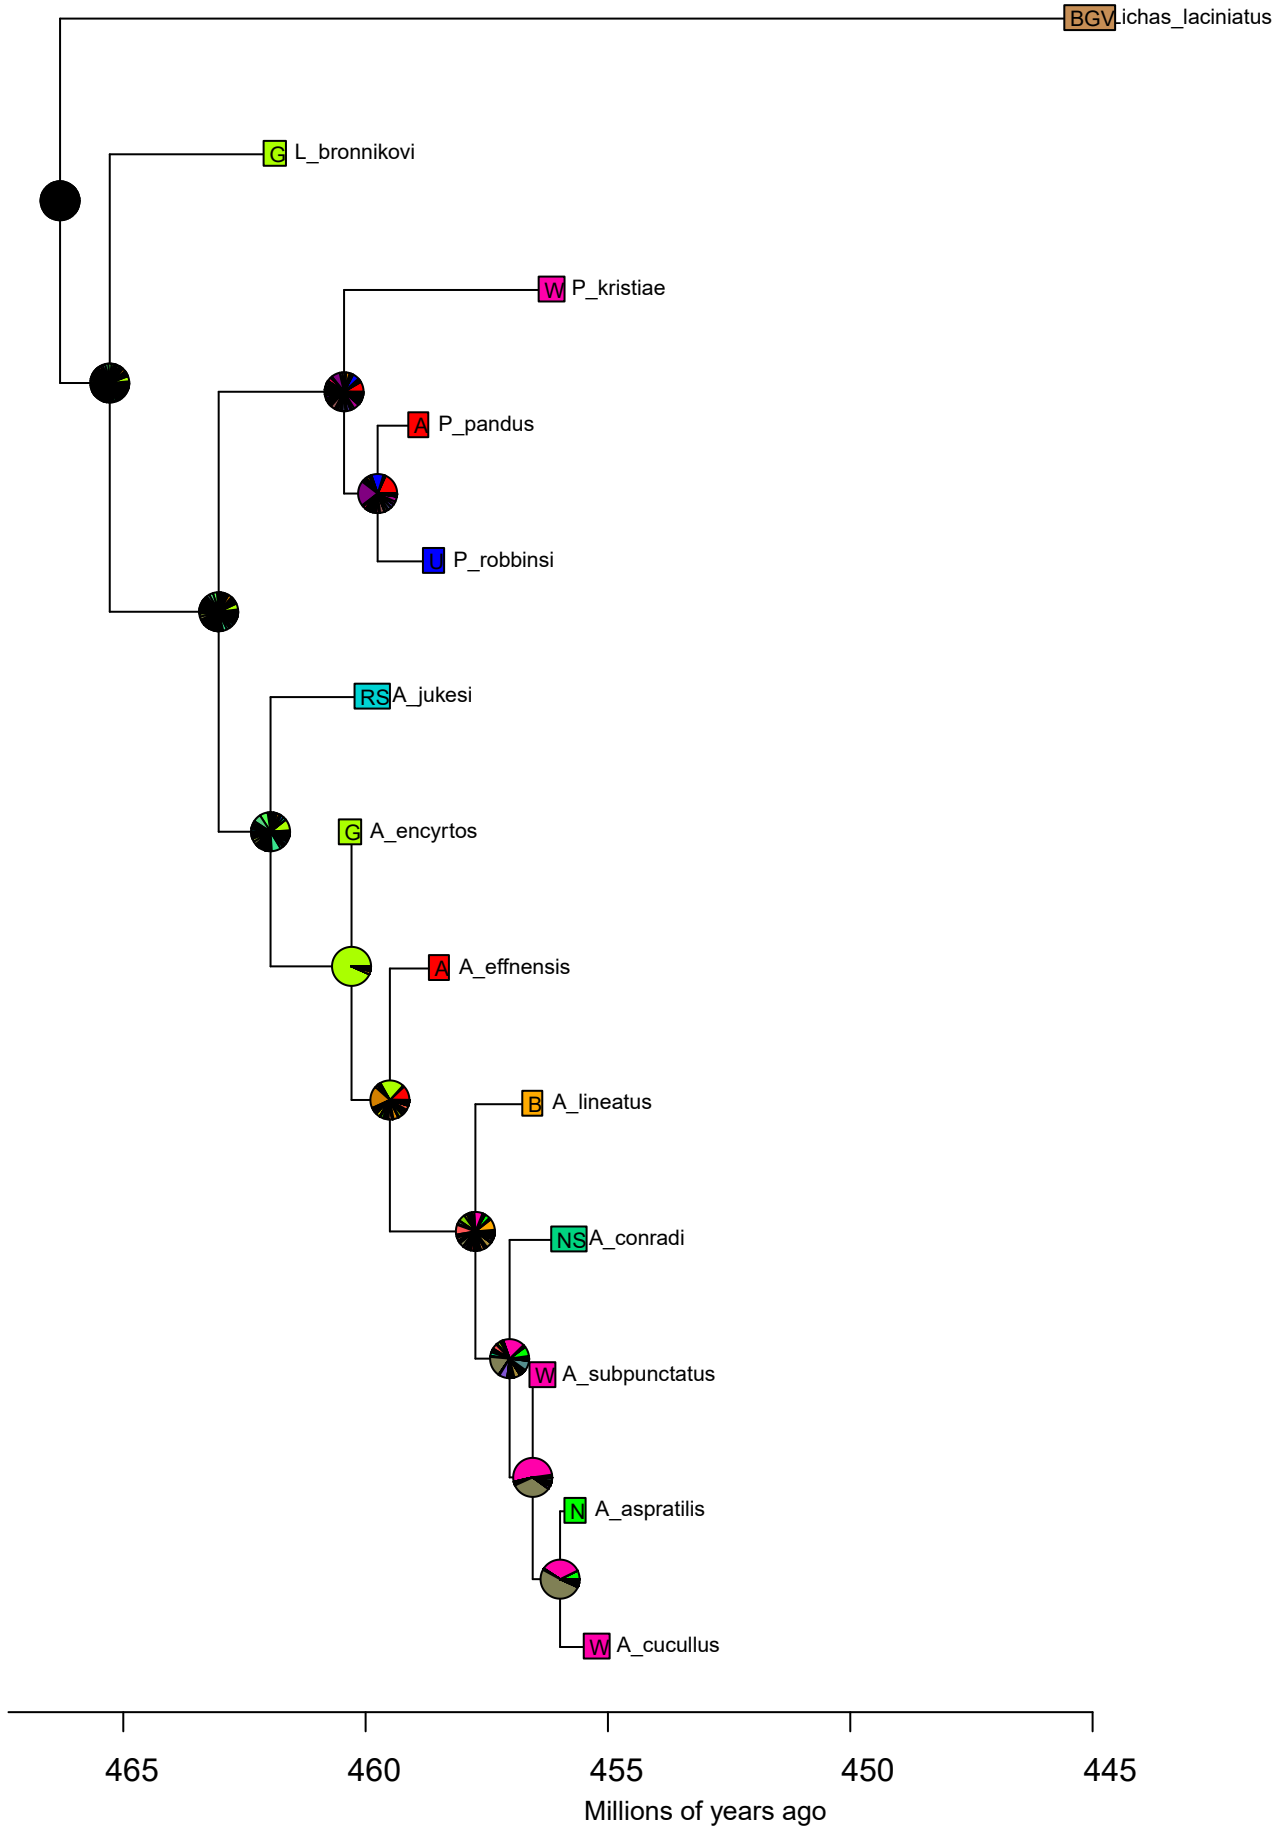 BGV ichas_laciniatus
G L_bronnikovi
W P_kristiae
A P_pandus
U P_robbinsi
RS A_jukesi
G A_encyrtos
A A_effnensis
B A_lineatus
NS A_conradi
W A_subpunctatus
N A_aspratilis
W A_cucullus
465 460 455 450 445
Millions of years ago